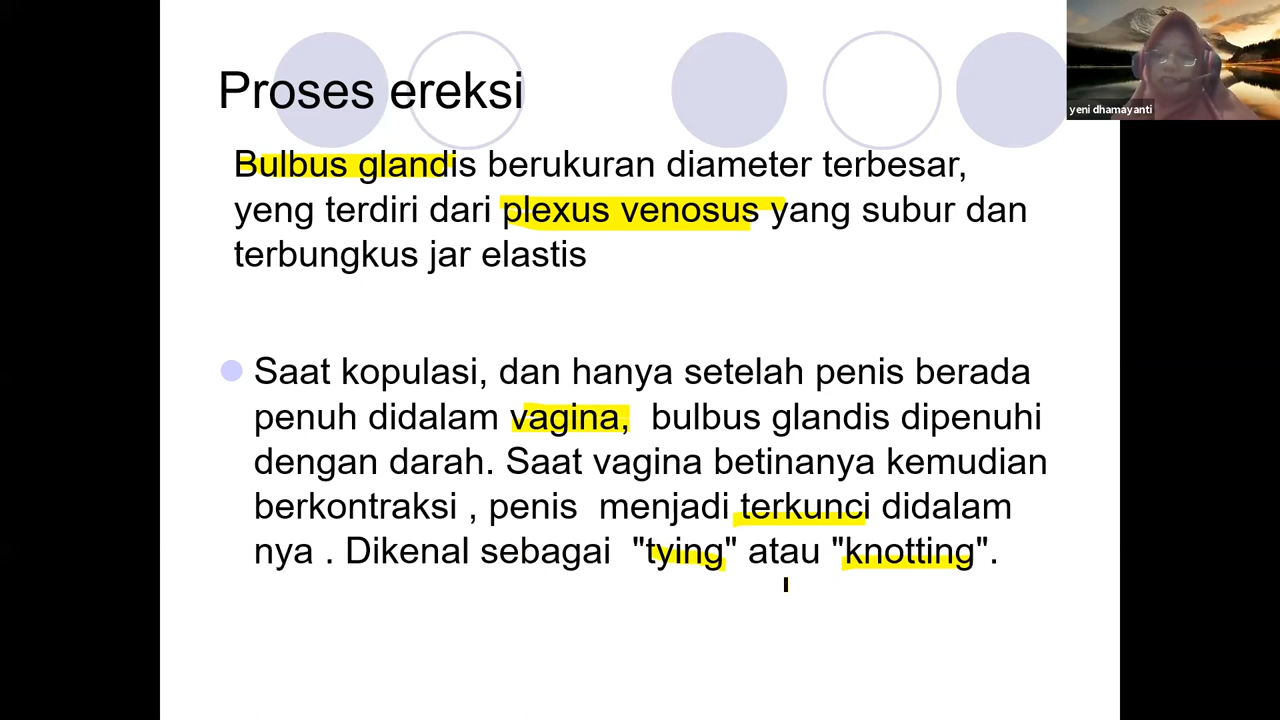 Proses ereksi
yeni dhamayanti
Bulbus glandis berukuran diameter terbesar,
yeng terdiri dari plexus venosus yang subur dan
terbungkus jar elastis
Saat kopulasi, dan hanya setelah penis berada
penuh didalam vagina, bulbus glandis dipenuhi
dengan darah. Saat vagina betinanya kemudian
berkontraksi , penis menjadi terkunci didalam
nya . Dikenal sebagai "tying" atau "knotting".